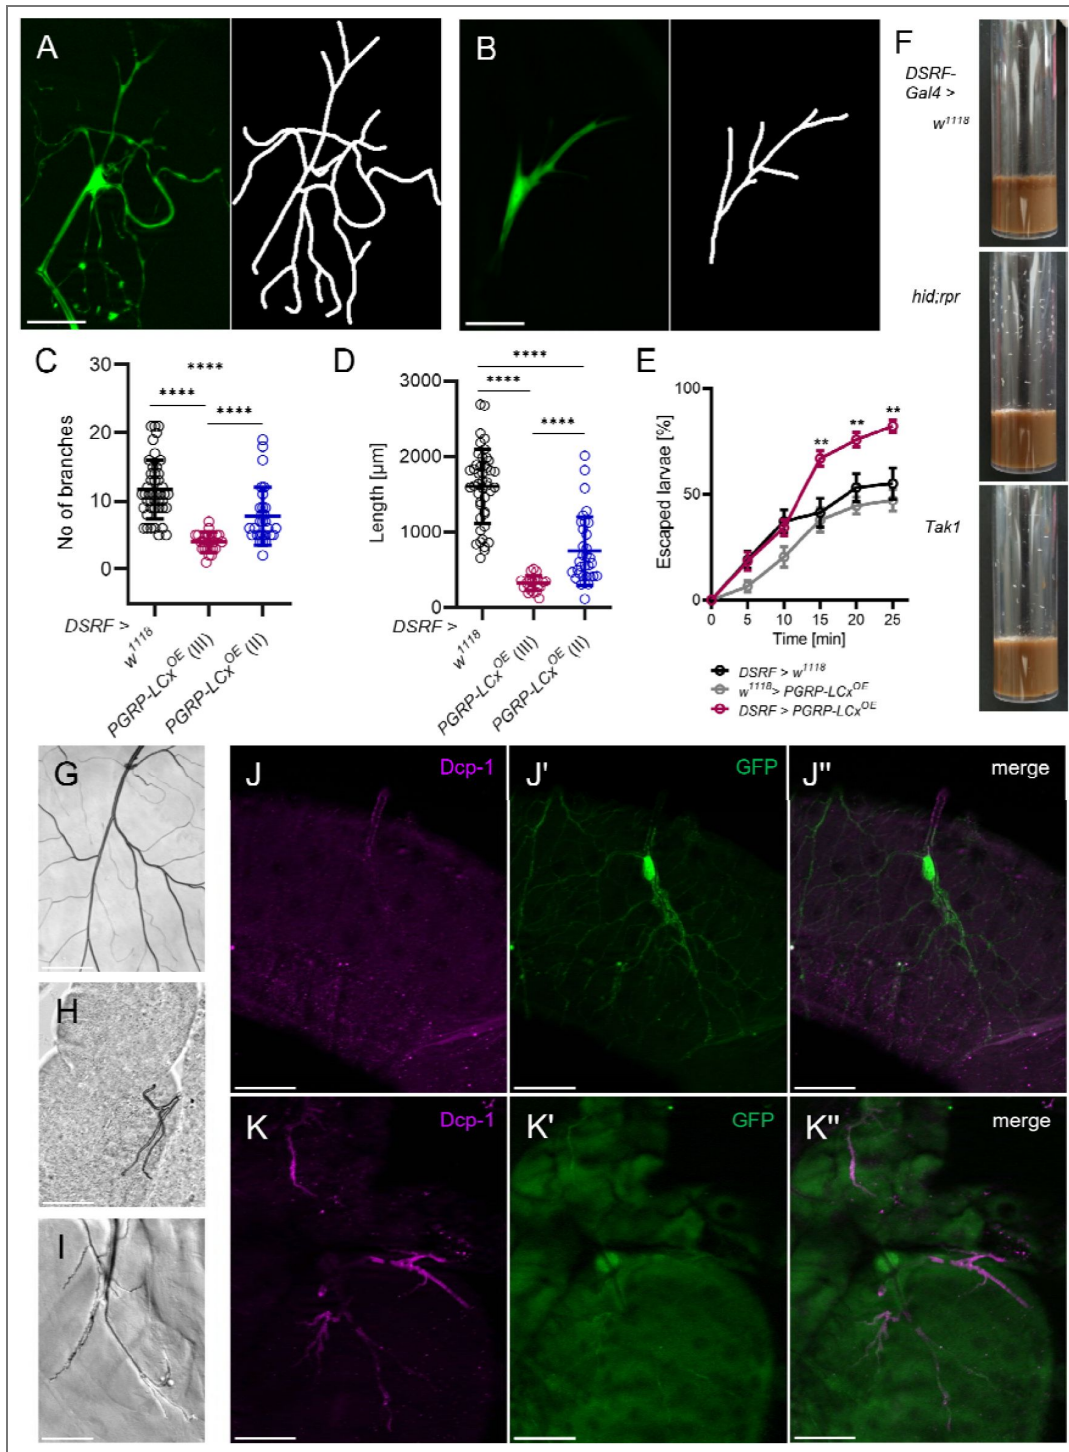 A
B
F
DSRF-
Gal4 >
w1118
hid;rpr
Tak1
C
No of branches
30
20
10
0
****
****
****
DSRF >
w1118
PGRP-LCxOE (III)
PGRP-LCxOE (II)
D
Length [µm]
3000
2000
1000
0
****
****
****
DSRF >
w1118
PGRP-LCxOE (III)
PGRP-LCxOE (II)
E
Escaped larvae [%]
100
50
0
**
**
**
0 5 10 15 20 25
Time [min]
DSRF > w1118
w1118> PGRP-LCxOE
DSRF > PGRP-LCxOE
G
H
I
J Dcp-1
J' GFP
J" merge
K Dcp-1
K' GFP
K" merge